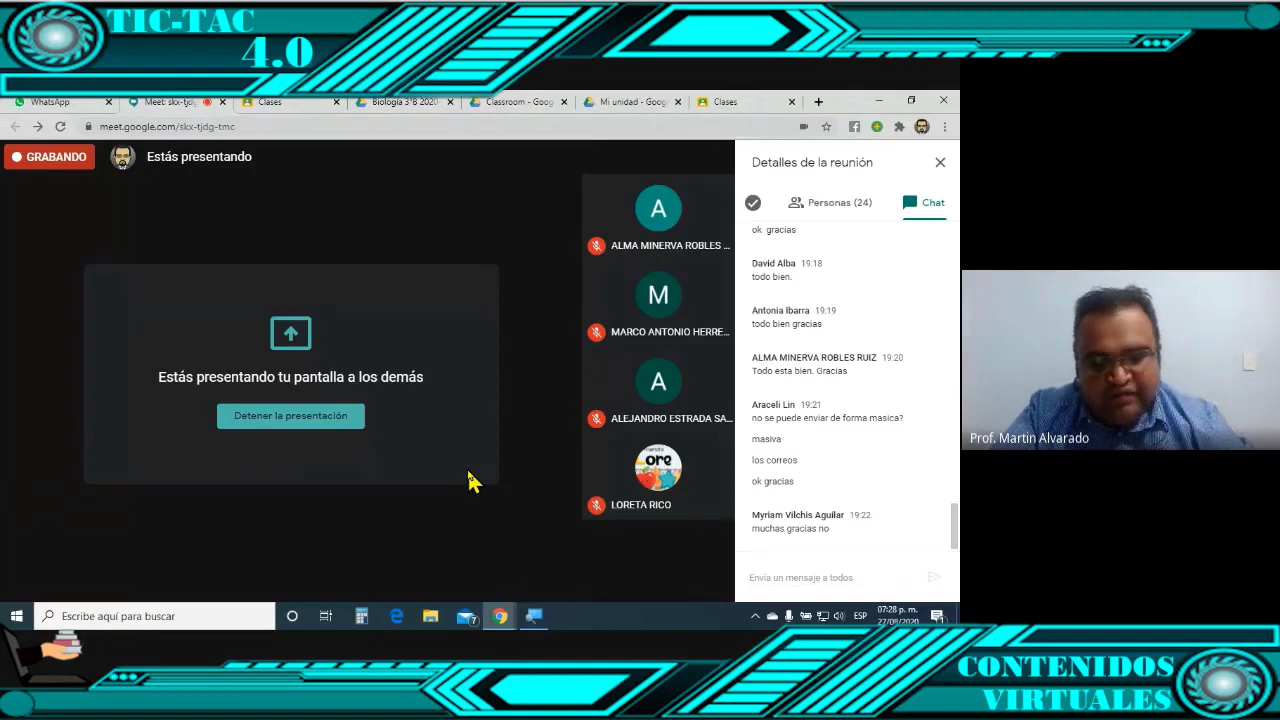 TIC-TAC
4.0
WhatsApp
Meet: skx-tjdg
Clases
Biología 3°B 2020-
Classroom - Goog
Mi unidad - Googl
Clases
meet.google.com/skx-tjdg-tmc
GRABANDO
Estás presentando
Estás presentando tu pantalla a los demás
Detener la presentación
A
ALMA MINERVA ROBLES ...
M
MARCO ANTONIO HERRE...
A
ALEJANDRO ESTRADA SA...
ore
LORETA RICO
Detalles de la reunión
Personas (24)
Chat
ok gracias
David Alba 19:18
todo bien.
Antonia Ibarra 19:19
todo bien gracias
ALMA MINERVA ROBLES RUIZ 19:20
Todo esta bien. Gracias
Araceli Lin 19:21
no se puede enviar de forma masica?
masiva
los correos
ok gracias
Myriam Vilchis Aguilar 19:22
muchas gracias no
Envía un mensaje a todos
Prof. Martin Alvarado
Escribe aquí para buscar
7
ESP
07:28 p. m.
27/08/2020
CONTENIDOS
VIRTUALES